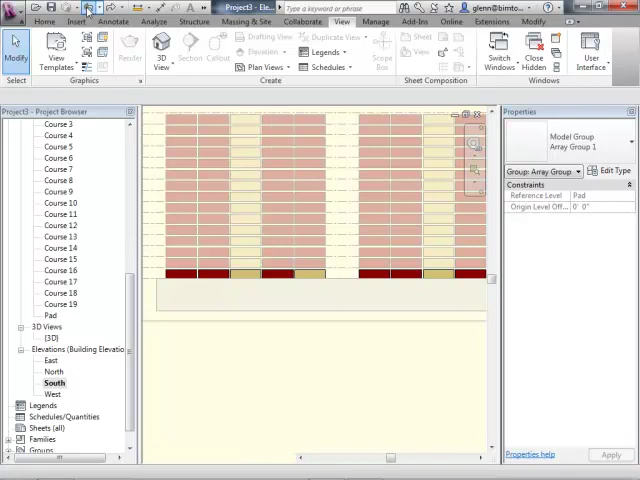 Project3 - Ele...
Type a keyword or phrase
glenn@bimto...
Home Insert Annotate Analyze Structure Massing & Site Collaborate View Manage Online Extensions Modify
Modify
View Templates
Render
3D View
Section
Callout
Drafting View
Duplicate View
Elevation
Legends
Plan Views
Schedules
Scope Box
Sheet
View
Switch Windows
Close Hidden
User Interface
Select Graphics Create Sheet Composition Windows
Project3 - Project Browser
Course 3
Course 4
Course 5
Course 6
Course 7
Course 8
Course 9
Course 10
Course 11
Course 12
Course 13
Course 14
Course 15
Course 16
Course 17
Course 18
Course 19
Pad
3D Views
{3D}
Elevations (Building Elevatio
East
North
South
West
Legends
Schedules/Quantities
Sheets (all)
Families
Groups
Properties
Model Group
Array Group 1
Group: Array Group
Edit Type
Constraints
Reference Level Pad
Origin Level Off... 0' 0"
Properties help
Apply